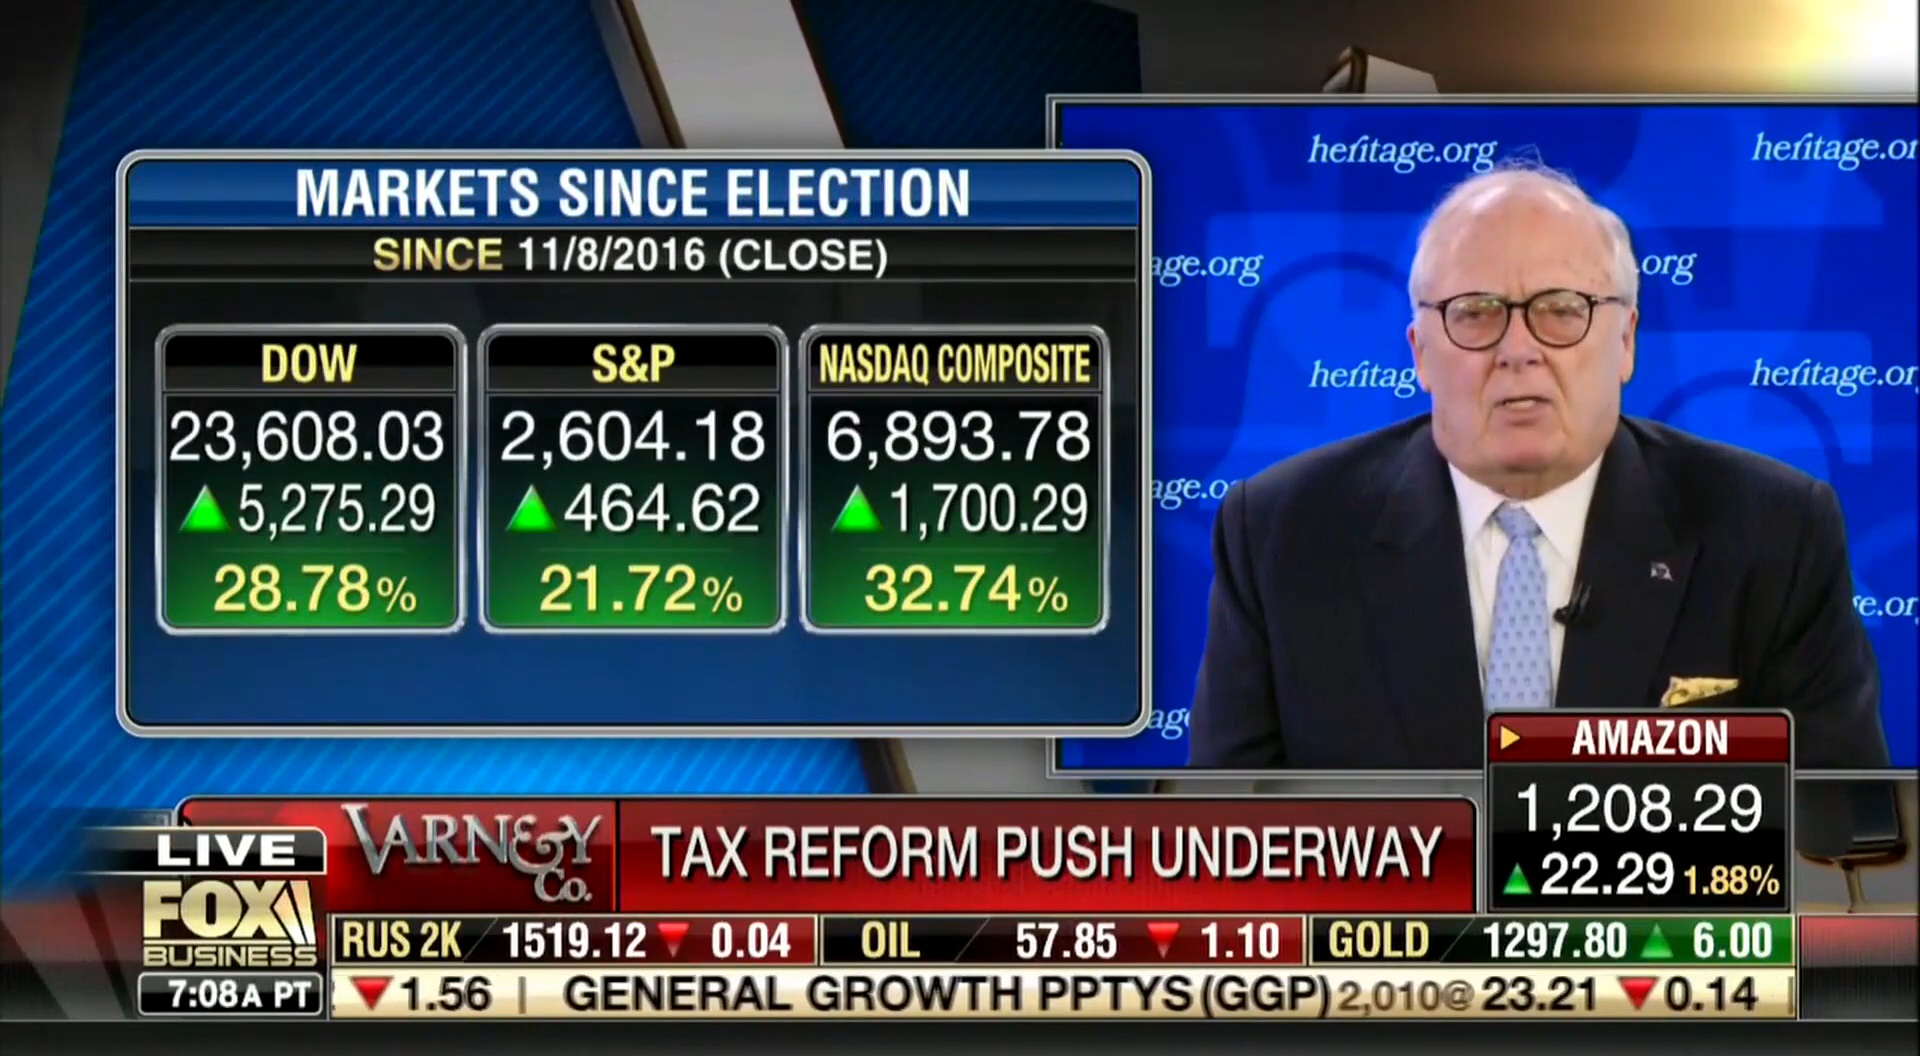 heritage.org
heritage.or
MARKETS SINCE ELECTION
SINCE 11/8/2016 (CLOSE)
age.org
.org
DOW
23,608.03
▲ 5,275.29
28.78%
S&P
2,604.18
▲ 464.62
21.72%
NASDAQ COMPOSITE
6,893.78
▲ 1,700.29
32.74%
heritag
heritage.or
age.o
e.or
age
AMAZON
1,208.29
▲ 22.29 1.88%
LIVE
FOX
BUSINESS
7:08A PT
VARNEY
& Co.
TAX REFORM PUSH UNDERWAY
RUS 2K 1519.12 ▼ 0.04
OIL 57.85 ▼ 1.10
GOLD 1297.80 ▲ 6.00
▼ 1.56 | GENERAL GROWTH PPTYS (GGP) 2,010@ 23.21 ▼ 0.14